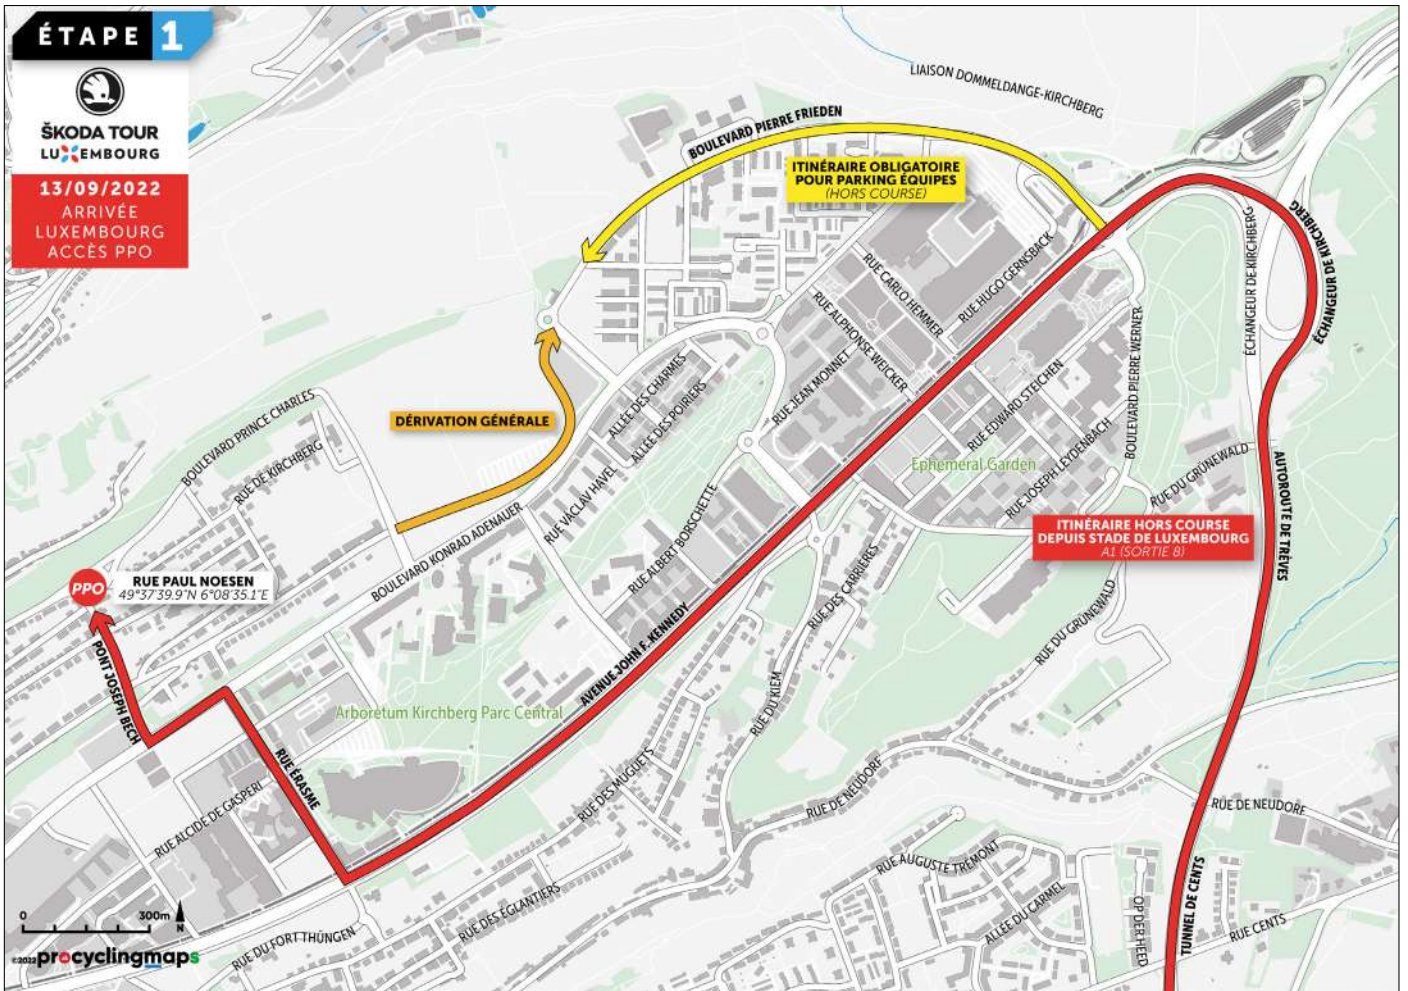 ÉTAPE 1
ŠKODA TOUR
LUXEMBOURG
13/09/2022
ARRIVÉE
LUXEMBOURG
ACCÈS PPO
LIAISON DOMMELDANGE-KIRCHBERG
BOULEVARD PIERRE FRIEDEN
ITINÉRAIRE OBLIGATOIRE
POUR PARKING ÉQUIPES
(HORS COURSE)
ÉCHANGEUR DE KIRCHBERG
ÉCHANGEUR DE KIRCHBERG
RUE HUGO GERNSBACK
RUE CARLO HEMMER
RUE ALPHONSE WEICKER
RUE JEAN MONNET
BOULEVARD PIERRE WERNER
RUE EDWARD STEICHEN
RUE JOSEPH LEYDENBACH
Ephemeral Garden
ALLÉE DES CHARMES
ALLÉE DES POIRIERS
DÉRIVATION GÉNÉRALE
BOULEVARD PRINCE CHARLES
RUE DE KIRCHBERG
RUE VÁCLAV HAVEL
BOULEVARD KONRAD ADENAUER
RUE ALBERT BORSCHETTE
RUE DU GRÜNEWALD
AUTOROUTE DE TRÈVES
ITINÉRAIRE HORS COURSE
DEPUIS STADE DE LUXEMBOURG
A1 (SORTIE 8)
PPO
RUE PAUL NOESEN
49°37'39.9"N 6°08'35.1"E
PONT JOSEPH BECH
AVENUE JOHN F. KENNEDY
RUE DES CARRIÈRES
RUE DU GRÜNEWALD
RUE DU KIEM
Arboretum Kirchberg Parc Central
RUE ÉRASME
RUE ALCIDE DE GASPERI
RUE DES MUGUETS
RUE DE NEUDORF
RUE DE NEUDORF
RUE AUGUSTE TREMONT
ALLÉE DU CARMEL
OP DER HEED
TUNNEL DE CENTS
RUE CENTS
RUE DES ÉGLANTIERS
RUE DU FORT THÜNGEN
0 300m
N
©2022 procyclingmaps